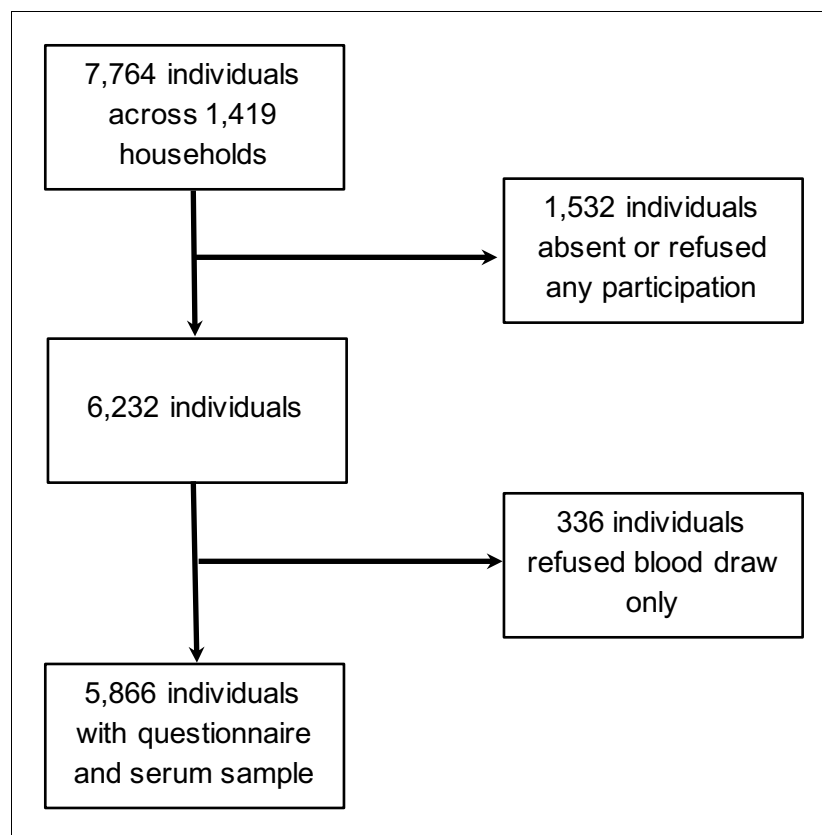 7,764 individuals
across 1,419
households
1,532 individuals
absent or refused
any participation
6,232 individuals
336 individuals
refused blood draw
only
5,866 individuals
with questionnaire
and serum sample